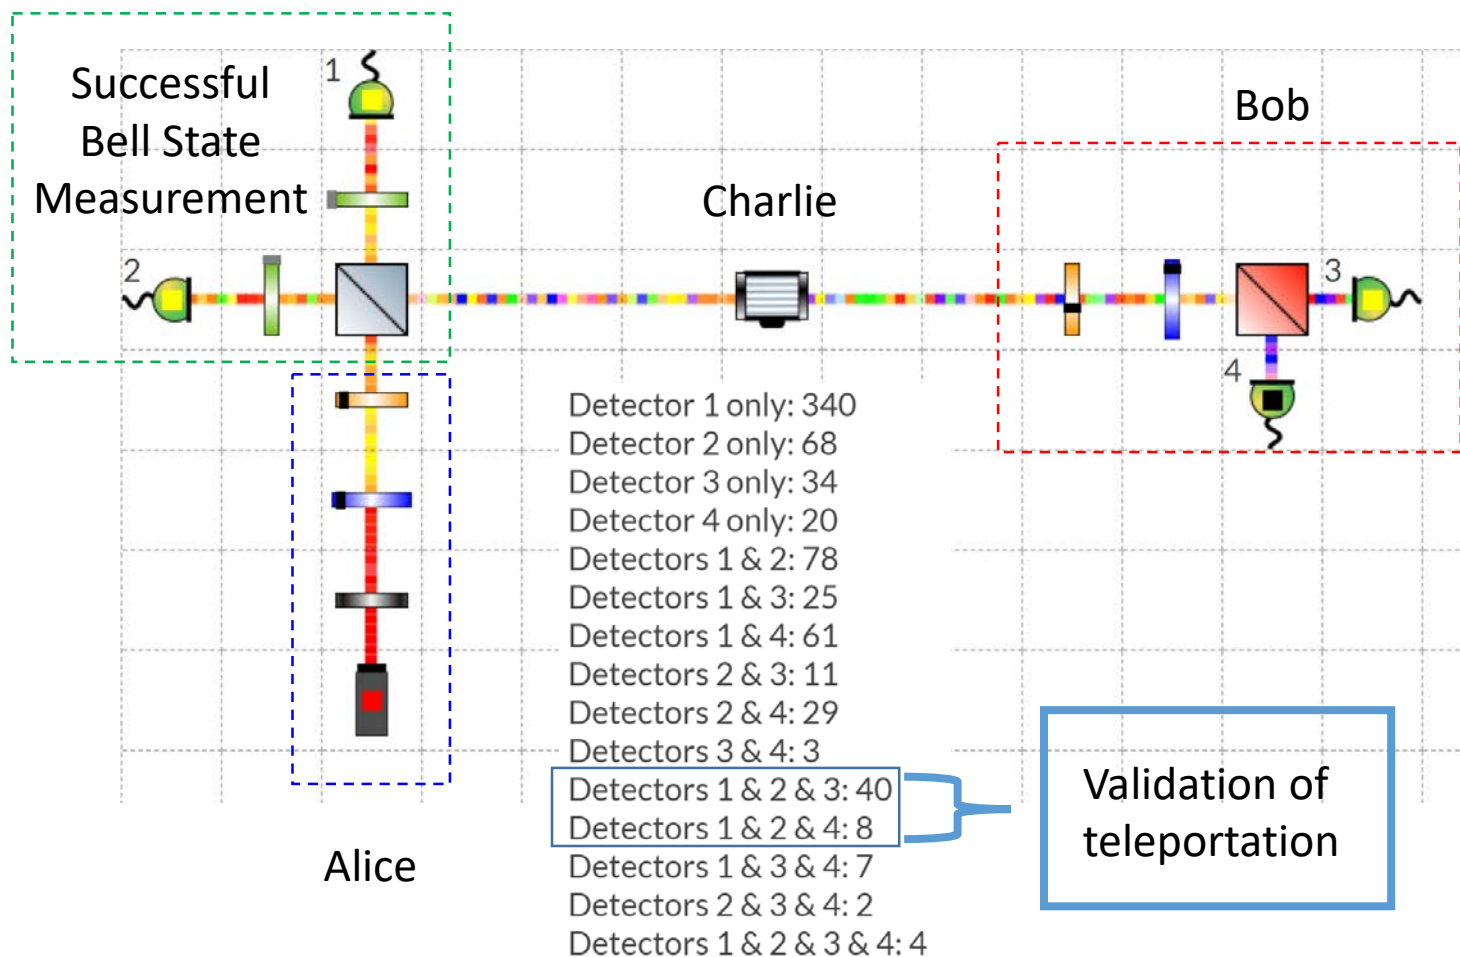 Successful
Bell State
Measurement
1
2
Charlie
Bob
3
4
Alice
Detector 1 only: 340
Detector 2 only: 68
Detector 3 only: 34
Detector 4 only: 20
Detectors 1 & 2: 78
Detectors 1 & 3: 25
Detectors 1 & 4: 61
Detectors 2 & 3: 11
Detectors 2 & 4: 29
Detectors 3 & 4: 3
Detectors 1 & 2 & 3: 40
Detectors 1 & 2 & 4: 8
Detectors 1 & 3 & 4: 7
Detectors 2 & 3 & 4: 2
Detectors 1 & 2 & 3 & 4: 4
Validation of
teleportation